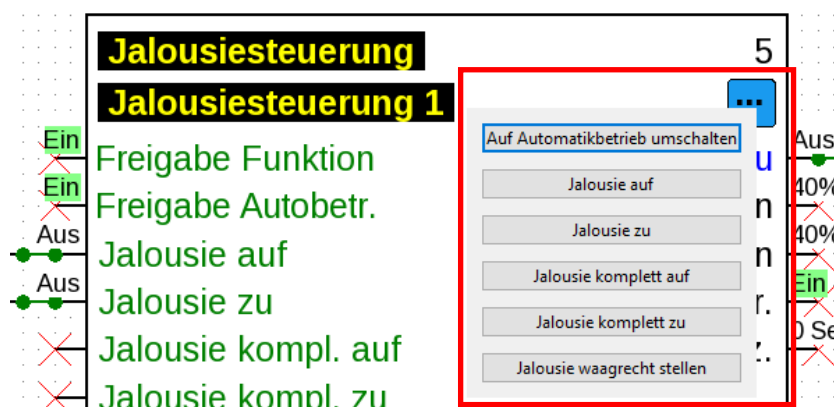 Jalousiesteuerung 5
Jalousiesteuerung 1 ...
Ein Freigabe Funktion Auf Automatikbetrieb umschalten u Aus
Ein Freigabe Autobetr. Jalousie auf n 40%
Aus Jalousie auf Jalousie zu n 40%
Aus Jalousie zu Jalousie komplett auf r. Ein
Jalousie kompl. auf Jalousie komplett zu z. 0 Se
Jalousie kompl. zu Jalousie waagrecht stellen